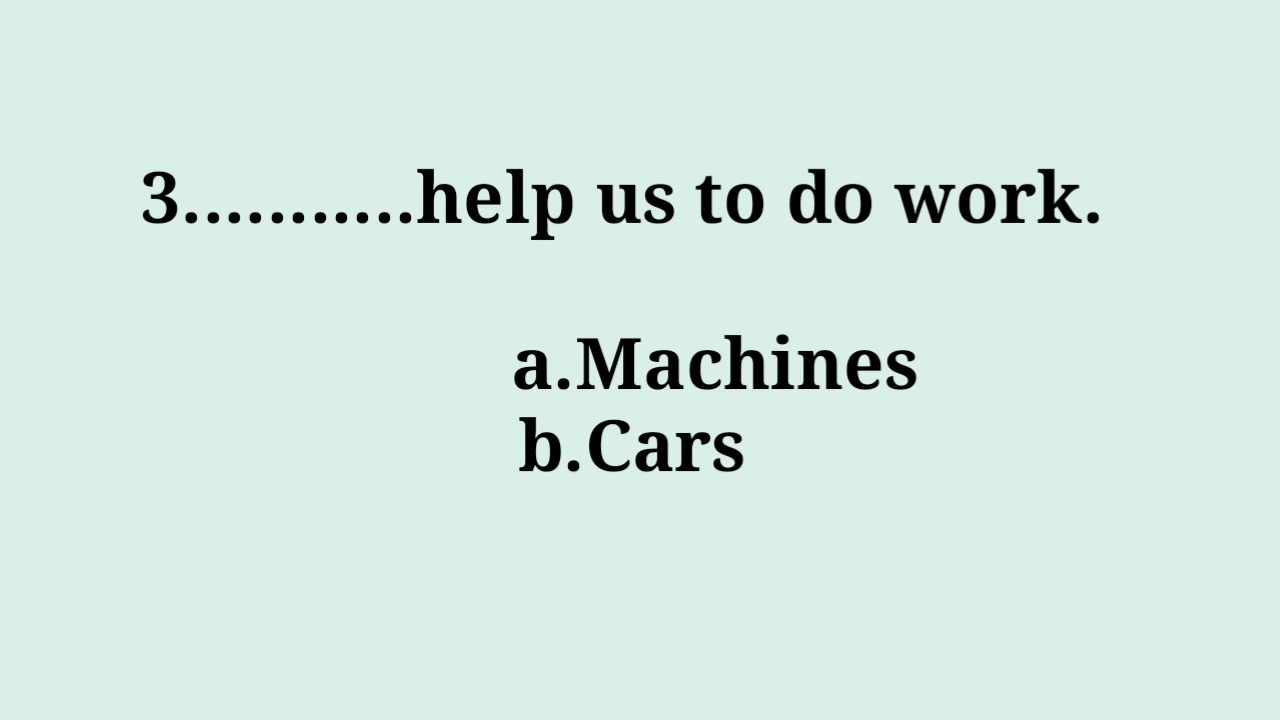 3...........help us to do work.
a.Machines
b.Cars